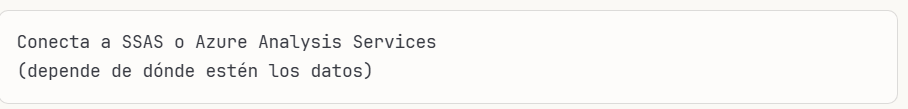 Conecta a SSAS o Azure Analysis Services
(depende de dónde estén los datos)